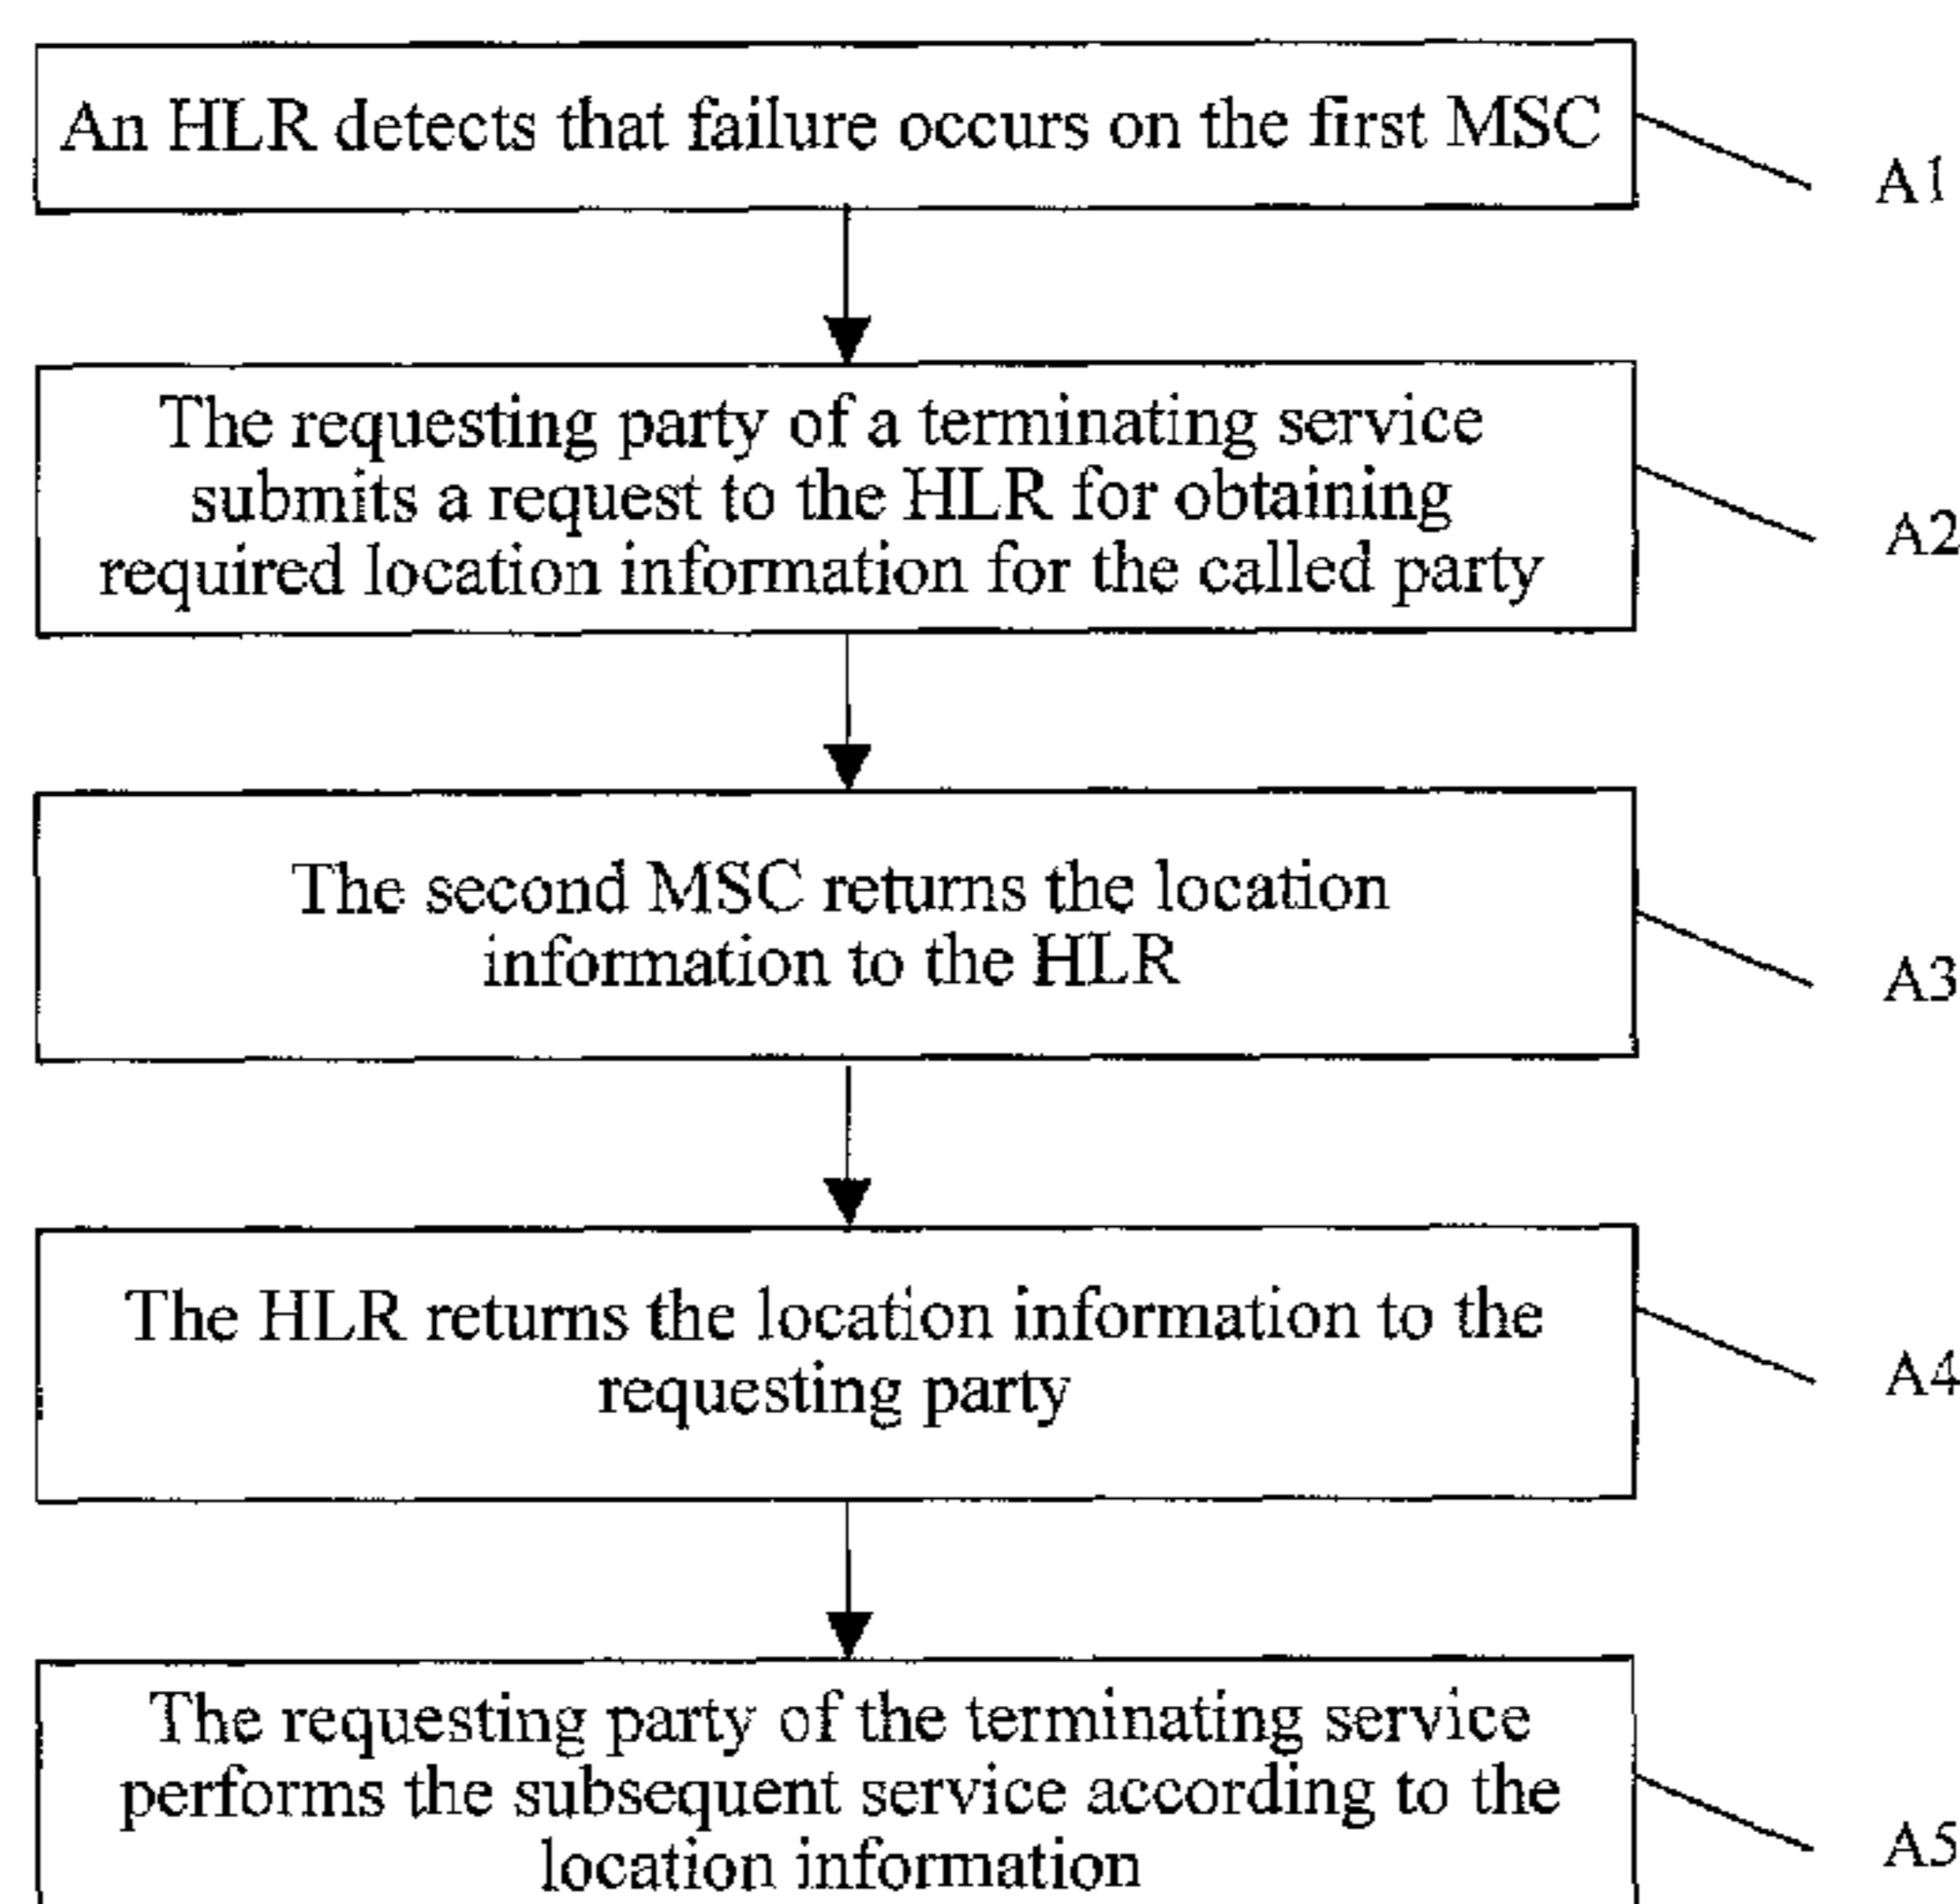 An HLR detects that failure occurs on the first MSC
A1
The requesting party of a terminating service
submits a request to the HLR for obtaining
required location information for the called party
A2
The second MSC returns the location
information to the HLR
A3
The HLR returns the location information to the
requesting party
A4
The requesting party of the terminating service
performs the subsequent service according to the
location information
A5